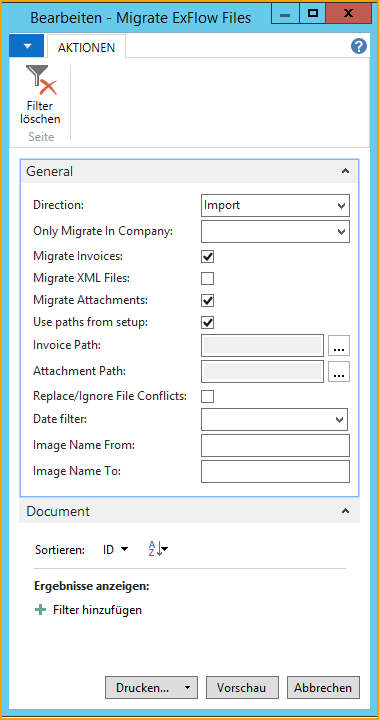 Bearbeiten - Migrate ExFlow Files
AKTIONEN
Filter
löschen
Seite
General
Direction: Import
Only Migrate In Company:
Migrate Invoices:
Migrate XML Files:
Migrate Attachments:
Use paths from setup:
Invoice Path: ...
Attachment Path: ...
Replace/Ignore File Conflicts:
Date filter:
Image Name From:
Image Name To:
Document
Sortieren: ID AZ
Ergebnisse anzeigen:
Filter hinzufügen
Drucken... Vorschau Abbrechen